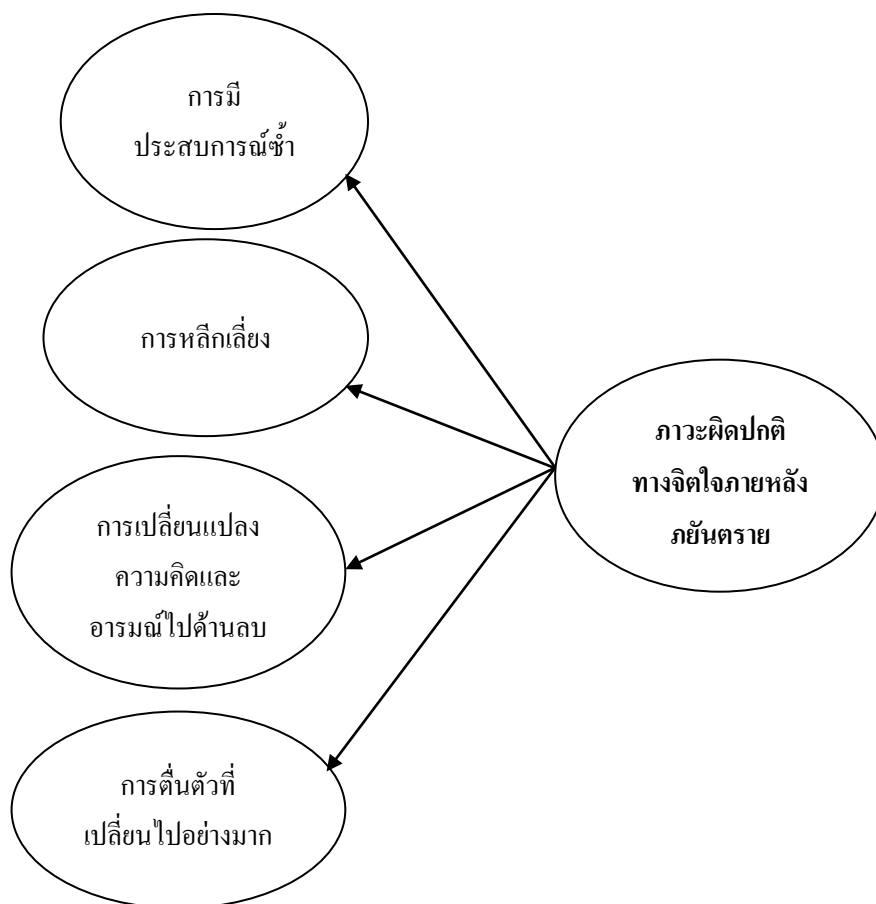 การมี
ประสบการณ์ซ้ำ
การหลีกเลี่ยง
ภาวะผิดปกติ
ทางจิตใจภายหลัง
ภยันตราย
การเปลี่ยนแปลง
ความคิดและ
อารมณ์ไปด้านลบ
การตื่นตัวที่
เปลี่ยนไปอย่างมาก